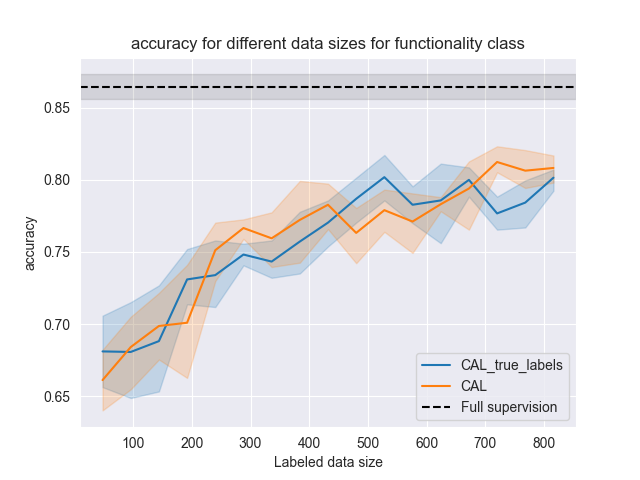 accuracy for different data sizes for functionality class
accuracy
0.85
0.80
0.75
0.70
0.65
100 200 300 400 500 600 700 800
Labeled data size
CAL_true_labels
CAL
Full supervision